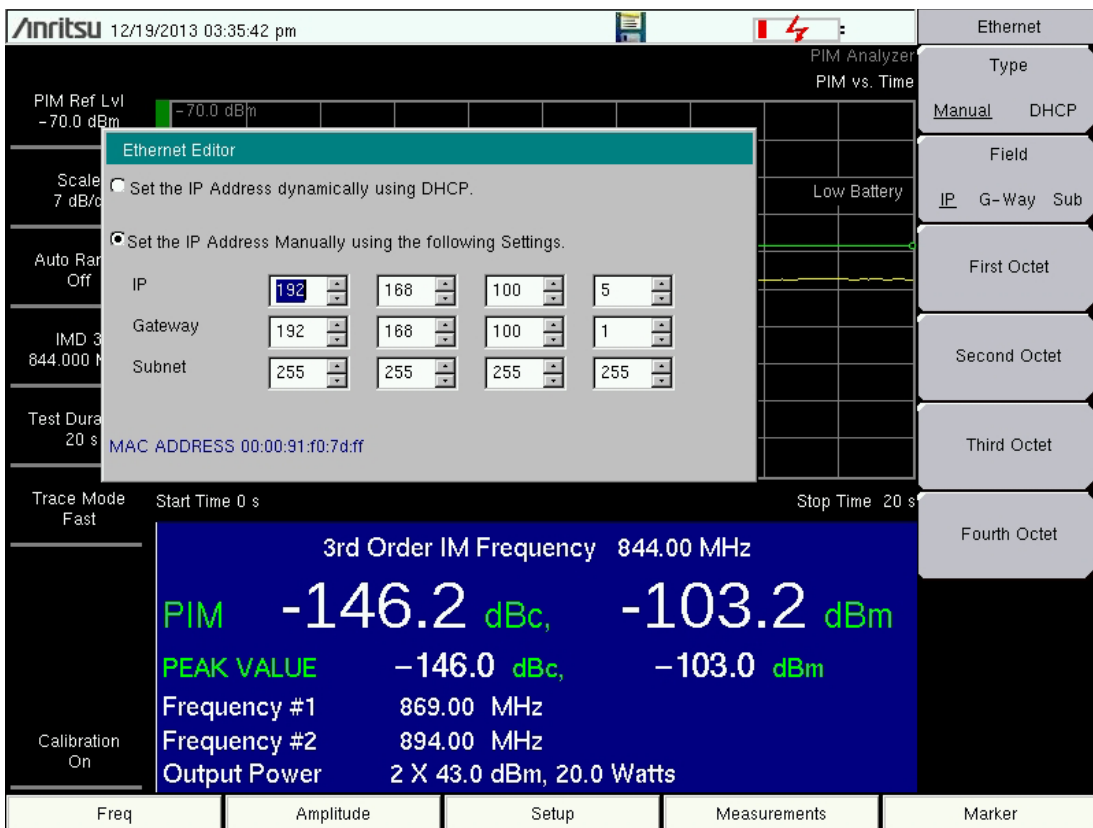 Anritsu 12/19/2013 03:35:42 pm
PIM Analyzer
PIM vs. Time
PIM Ref Lvl
-70.0 dBm
-70.0 dBm
Scale
7 dB/
Low Battery
Auto Ran
Off
IMD 3
844.000
Test Dura
20 s
Trace Mode
Fast
Calibration
On
Ethernet Editor
Set the IP Address dynamically using DHCP.
Set the IP Address Manually using the following Settings.
IP 192 168 100 5
Gateway 192 168 100 1
Subnet 255 255 255 255
MAC ADDRESS 00:00:91:f0:7d:ff
Start Time 0 s Stop Time 20 s
3rd Order IM Frequency 844.00 MHz
PIM -146.2 dBc, -103.2 dBm
PEAK VALUE -146.0 dBc, -103.0 dBm
Frequency #1 869.00 MHz
Frequency #2 894.00 MHz
Output Power 2 X 43.0 dBm, 20.0 Watts
Ethernet
Type
Manual DHCP
Field
IP G-Way Sub
First Octet
Second Octet
Third Octet
Fourth Octet
Freq Amplitude Setup Measurements Marker